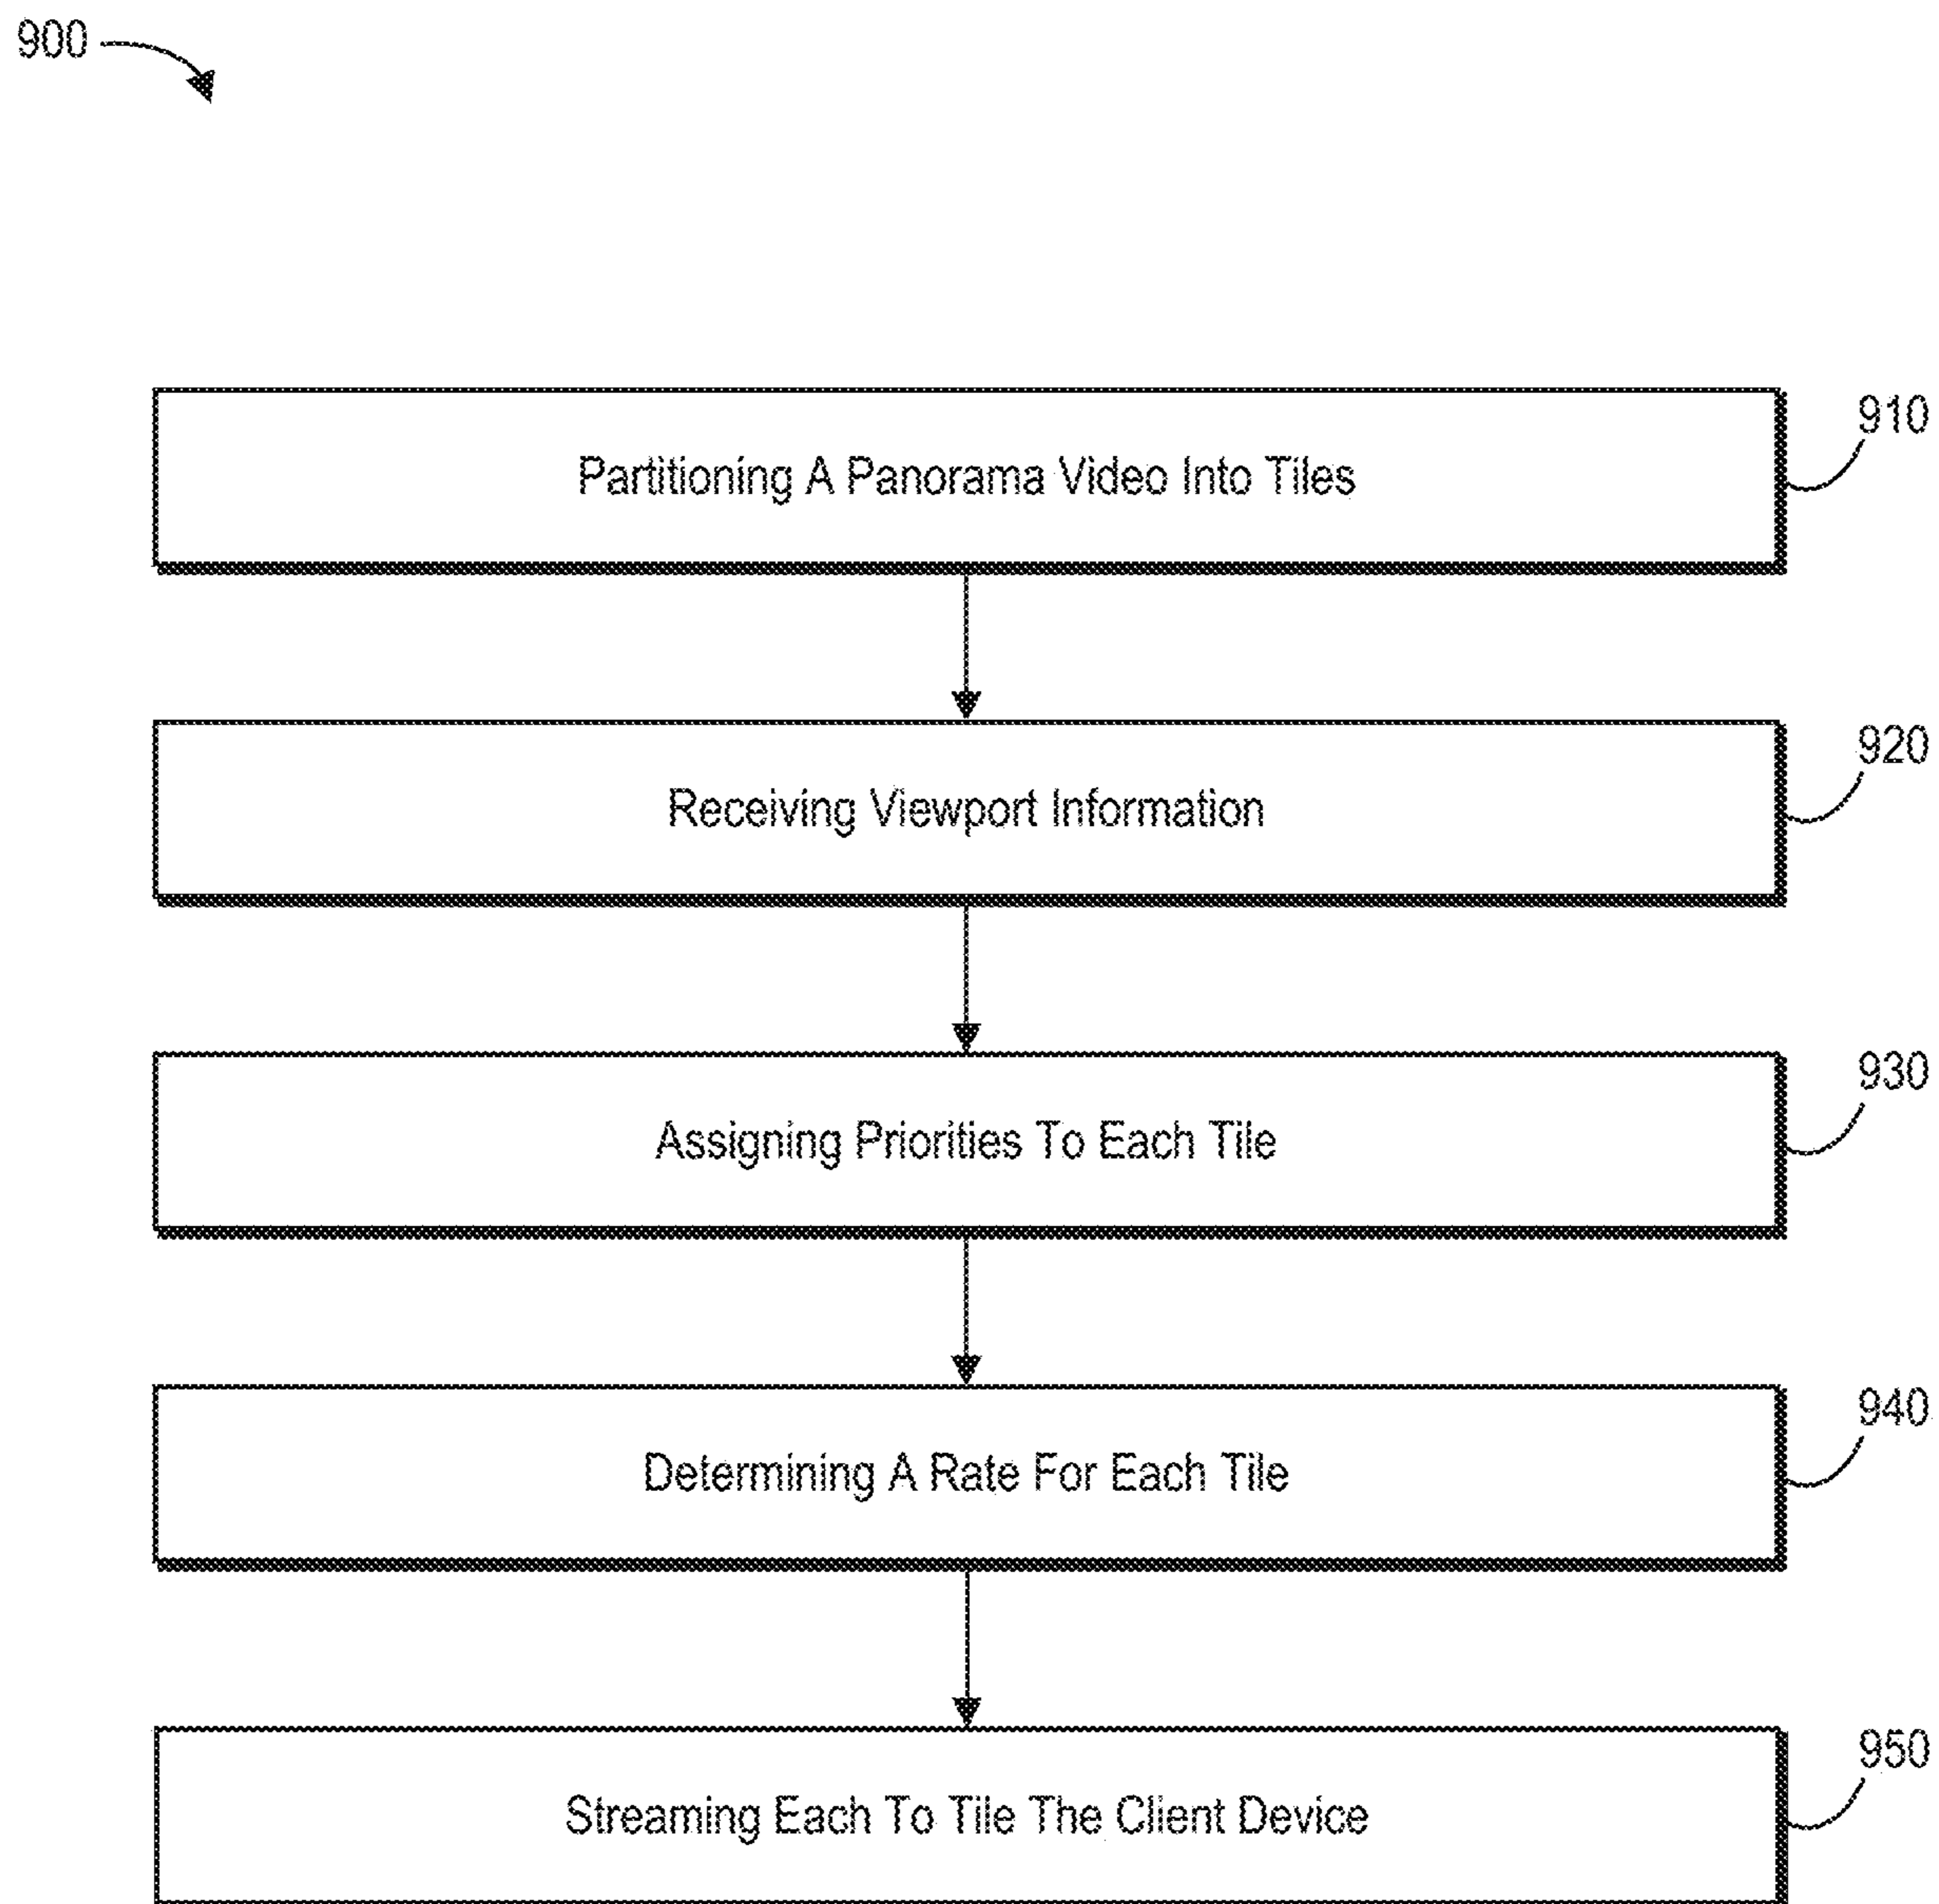 900
Partitioning A Panorama Video Into Tiles
910
Receiving Viewport Information
920
Assigning Priorities To Each Tile
930
Determining A Rate For Each Tile
940
Streaming Each To Tile The Client Device
950